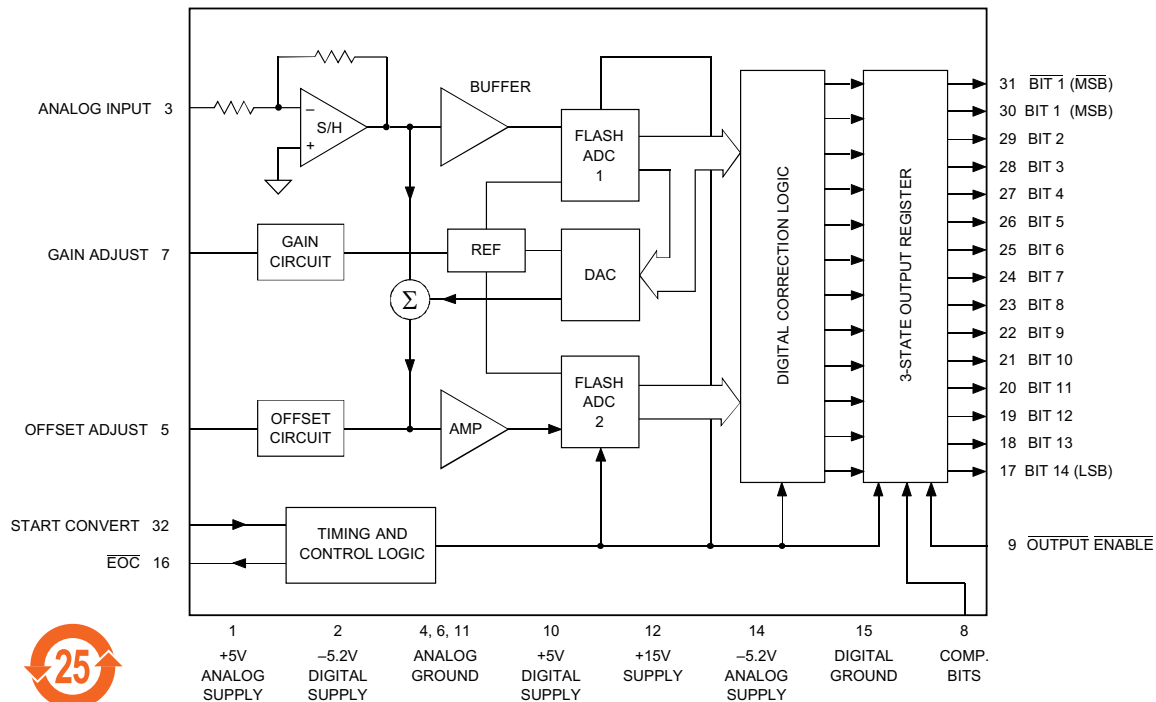 ANALOG INPUT 3
S/H
BUFFER
FLASH
ADC
1
GAIN ADJUST 7
GAIN
CIRCUIT
REF
DAC
Σ
OFFSET ADJUST 5
OFFSET
CIRCUIT
AMP
FLASH
ADC
2
START CONVERT 32
EOC 16
TIMING AND
CONTROL LOGIC
DIGITAL CORRECTION LOGIC
3-STATE OUTPUT REGISTER
31 BIT 1 (MSB)
30 BIT 1 (MSB)
29 BIT 2
28 BIT 3
27 BIT 4
26 BIT 5
25 BIT 6
24 BIT 7
23 BIT 8
22 BIT 9
21 BIT 10
20 BIT 11
19 BIT 12
18 BIT 13
17 BIT 14 (LSB)
9 OUTPUT ENABLE
25
1
+5V
ANALOG
SUPPLY
2
–5.2V
DIGITAL
SUPPLY
4, 6, 11
ANALOG
GROUND
10
+5V
DIGITAL
SUPPLY
12
+15V
SUPPLY
14
–5.2V
ANALOG
SUPPLY
15
DIGITAL
GROUND
8
COMP.
BITS